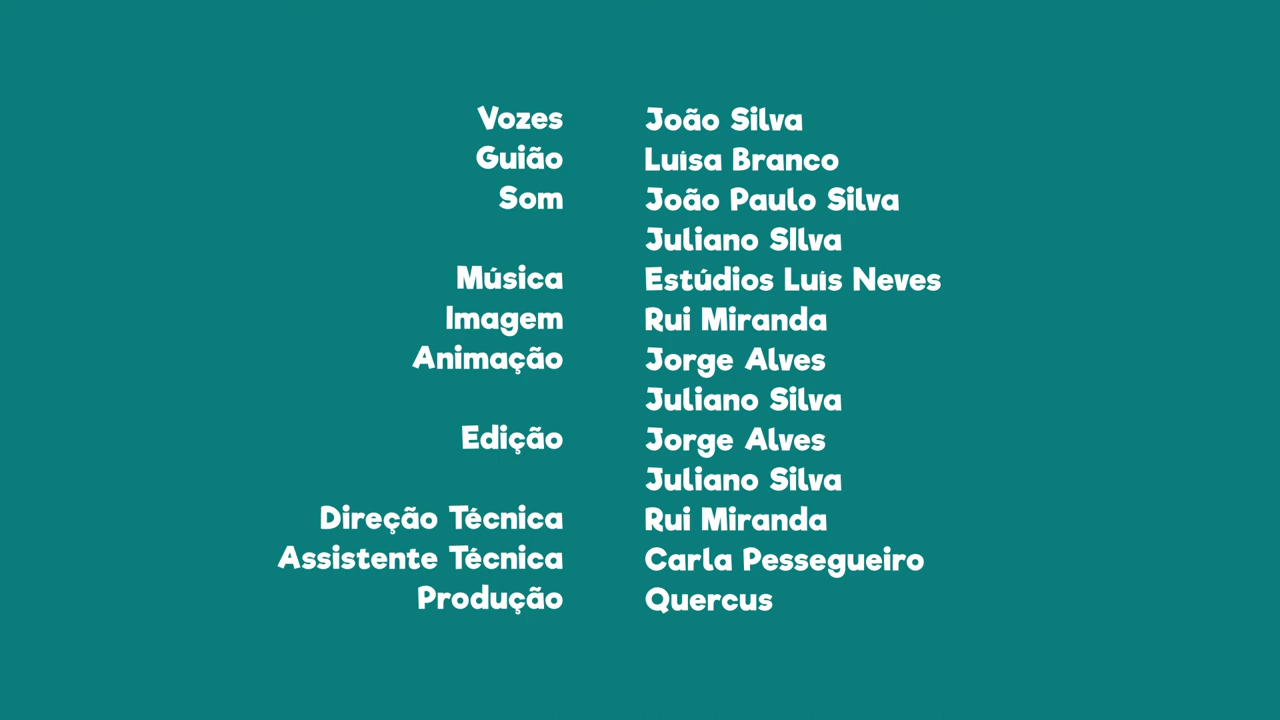 Vozes João Silva
Guião Luísa Branco
Som João Paulo Silva
Juliano SIlva
Música Estúdios Luís Neves
Imagem Rui Miranda
Animação Jorge Alves
Juliano Silva
Edição Jorge Alves
Juliano Silva
Direção Técnica Rui Miranda
Assistente Técnica Carla Pessegueiro
Produção Quercus